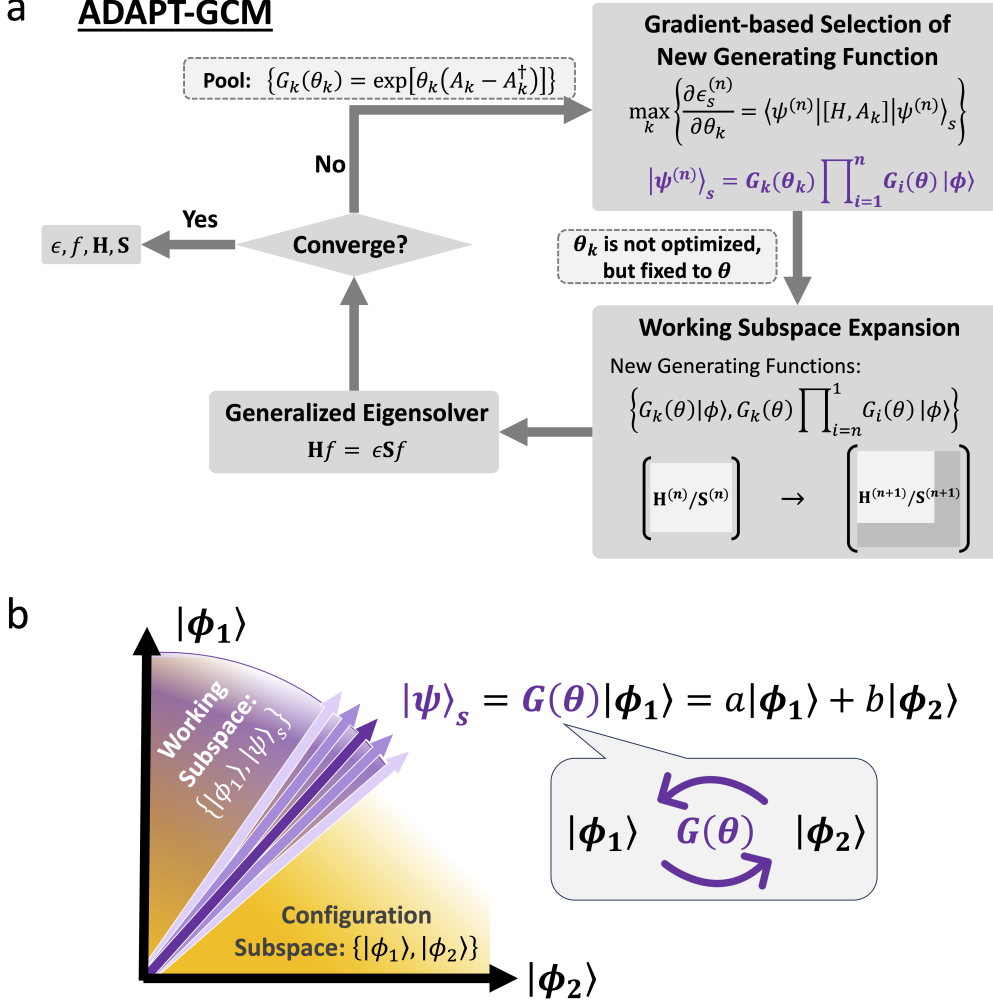 a
ADAPT-GCM
Pool: {G_k(θ_k) = exp[θ_k(A_k − A_k^†)]}
Gradient-based Selection of
New Generating Function
max_k {∂ϵ_s^(n)/∂θ_k = ⟨ψ^(n)|[H, A_k]|ψ^(n)⟩_s}
|ψ^(n)⟩_s = G_k(θ_k) ∏_{i=1}^n G_i(θ) |ϕ⟩
No
Yes
Converge?
ϵ, f, H, S
θ_k is not optimized,
but fixed to θ
Working Subspace Expansion
New Generating Functions:
{G_k(θ)|ϕ⟩, G_k(θ) ∏_{i=n}^1 G_i(θ) |ϕ⟩}
H^(n)/S^(n) → H^(n+1)/S^(n+1)
Generalized Eigensolver
Hf = ϵSf
b
|ϕ_1⟩
Working
Subspace:
{|ϕ_1⟩, |ψ⟩_s}
|ψ⟩_s = G(θ)|ϕ_1⟩ = a|ϕ_1⟩ + b|ϕ_2⟩
|ϕ_1⟩ G(θ) |ϕ_2⟩
Configuration
Subspace: {|ϕ_1⟩, |ϕ_2⟩}
|ϕ_2⟩